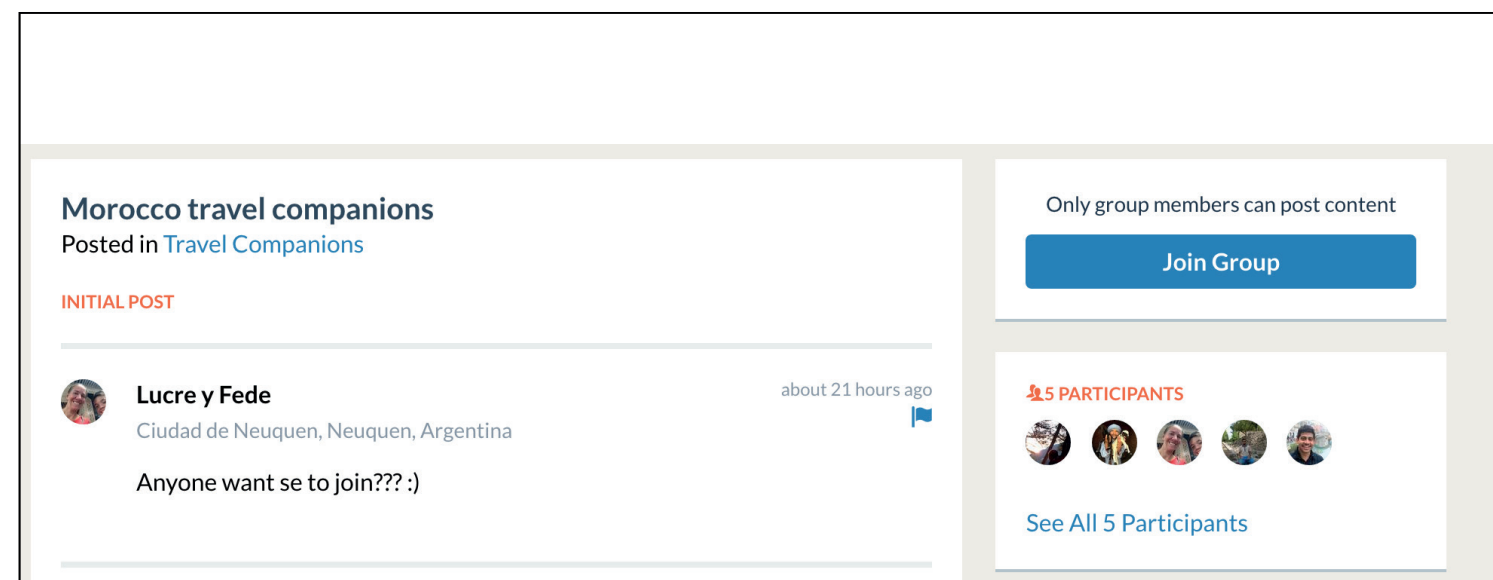 Morocco travel companions
Posted in Travel Companions
INITIAL POST
Lucre y Fede
about 21 hours ago
Ciudad de Neuquen, Neuquen, Argentina
Anyone want se to join??? :)
Only group members can post content
Join Group
5 PARTICIPANTS
See All 5 Participants